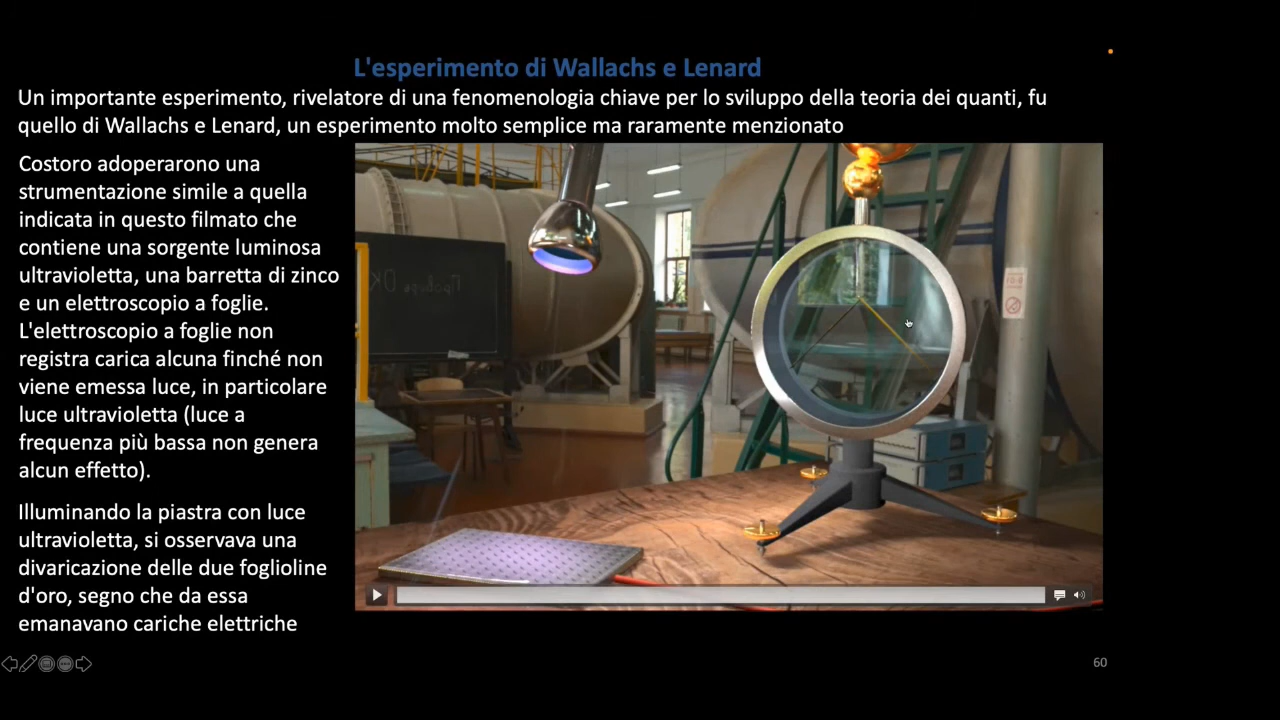 L'esperimento di Wallachs e Lenard
Un importante esperimento, rivelatore di una fenomenologia chiave per lo sviluppo della teoria dei quanti, fu
quello di Wallachs e Lenard, un esperimento molto semplice ma raramente menzionato
Costoro adoperarono una
strumentazione simile a quella
indicata in questo filmato che
contiene una sorgente luminosa
ultravioletta, una barretta di zinco
e un elettroscopio a foglie.
L'elettroscopio a foglie non
registra carica alcuna finché non
viene emessa luce, in particolare
luce ultravioletta (luce a
frequenza più bassa non genera
alcun effetto).
Illuminando la piastra con luce
ultravioletta, si osservava una
divaricazione delle due foglioline
d'oro, segno che da essa
emanavano cariche elettriche
60